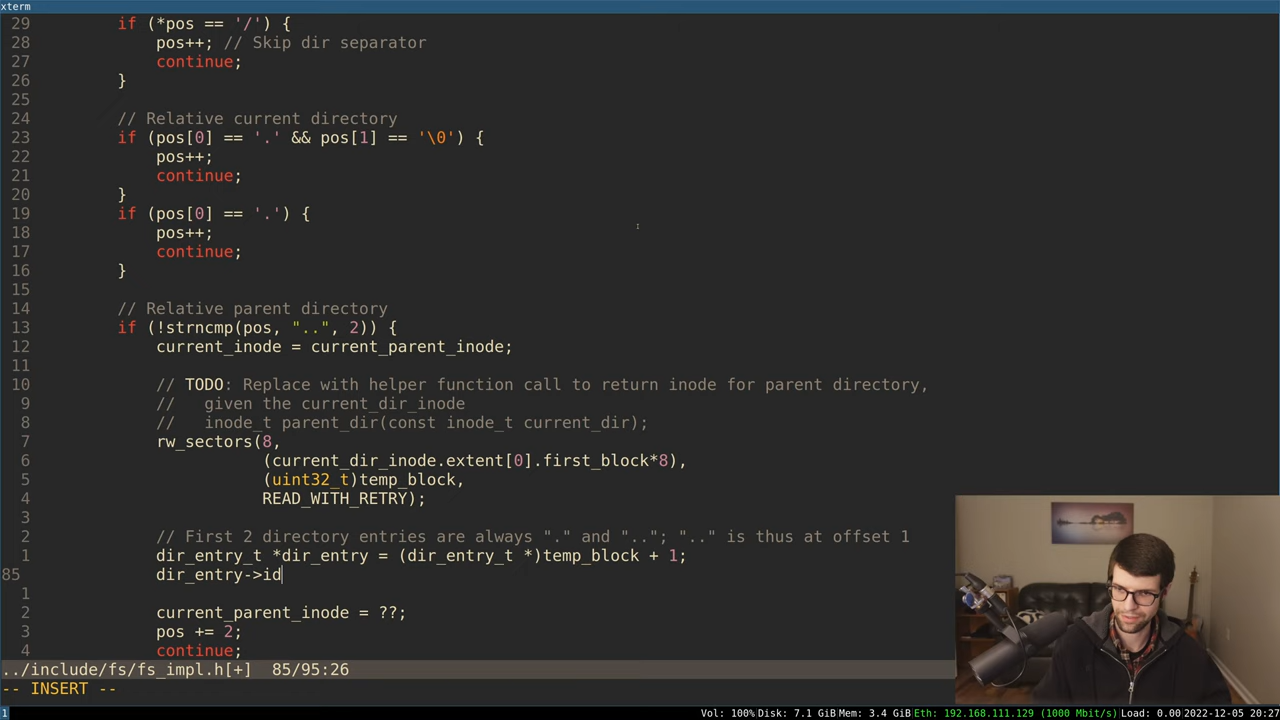 xterm
29         if (*pos == '/') {
28             pos++; // Skip dir separator
27             continue;
26         }
25
24         // Relative current directory
23         if (pos[0] == '.' && pos[1] == '\0') {
22             pos++;
21             continue;
20         }
19         if (pos[0] == '.') {
18             pos++;
17             continue;
16         }
15
14         // Relative parent directory
13         if (!strncmp(pos, "..", 2)) {
12             current_inode = current_parent_inode;
11
10             // TODO: Replace with helper function call to return inode for parent directory,
9             //   given the current_dir_inode
8             //   inode_t parent_dir(const inode_t current_dir);
7             rw_sectors(8,
6                        (current_dir_inode.extent[0].first_block*8),
5                        (uint32_t)temp_block,
4                        READ_WITH_RETRY);
3
2             // First 2 directory entries are always "." and ".."; ".." is thus at offset 1
1             dir_entry_t *dir_entry = (dir_entry_t *)temp_block + 1;
85             dir_entry->id
1
2             current_parent_inode = ??;
3             pos += 2;
4             continue;
../include/fs/fs_impl.h[+]  85/95:26
-- INSERT --
1 Vol: 100% Disk: 7.1 GiB Mem: 3.4 GiB Eth: 192.168.111.129 (1000 Mbit/s) Load: 0.00 2022-12-05 20:27